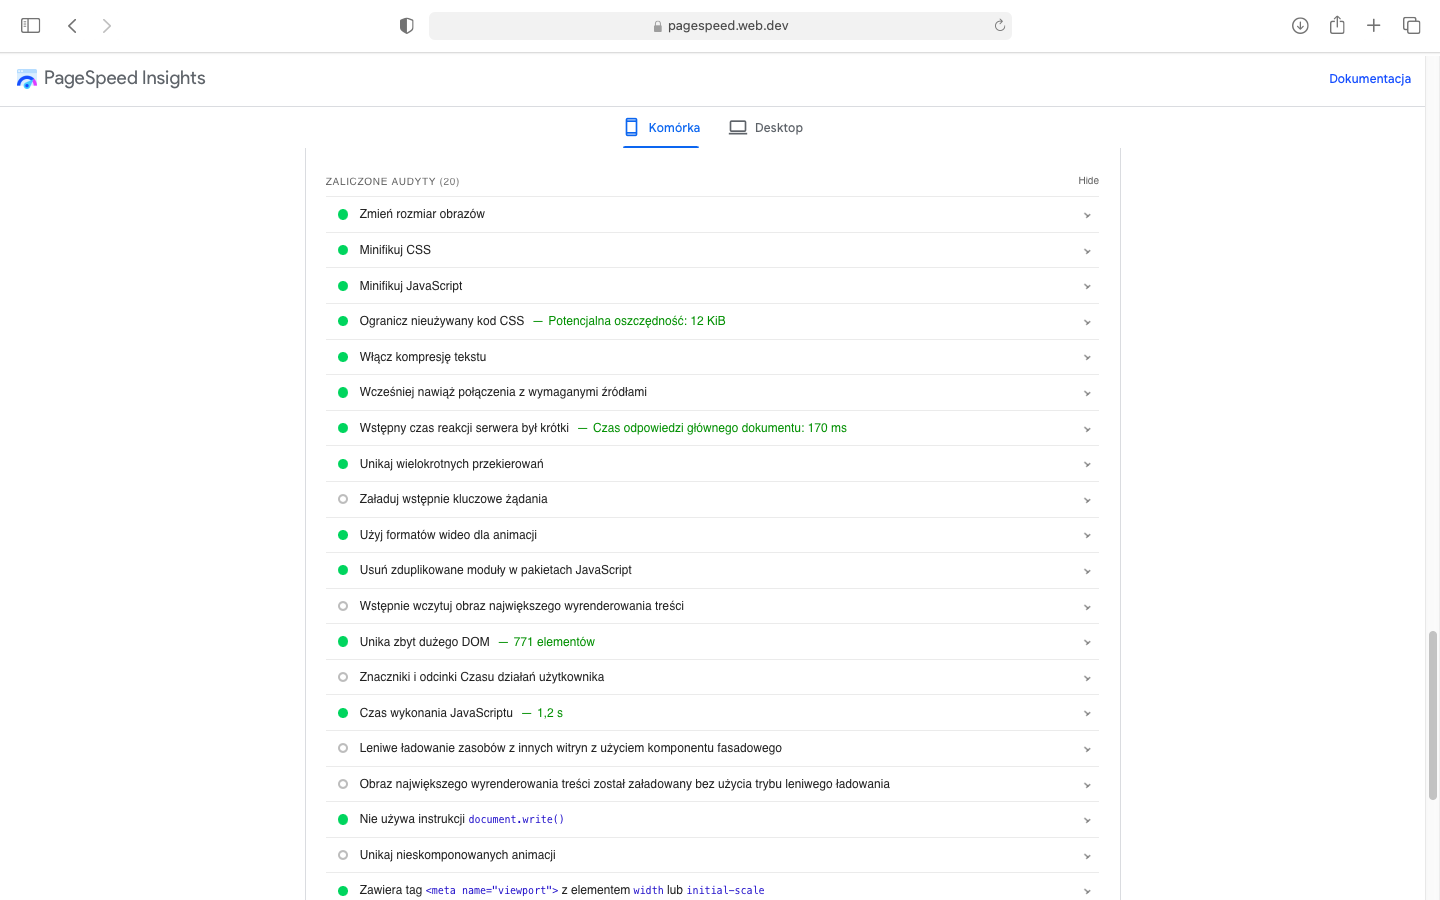 pagespeed.web.dev
PageSpeed Insights
Dokumentacja
Komórka
Desktop
ZALICZONE AUDYTY (20)
Hide
Zmień rozmiar obrazów
Minifikuj CSS
Minifikuj JavaScript
Ogranicz nieużywany kod CSS — Potencjalna oszczędność: 12 KiB
Włącz kompresję tekstu
Wcześniej nawiąż połączenia z wymaganymi źródłami
Wstępny czas reakcji serwera był krótki — Czas odpowiedzi głównego dokumentu: 170 ms
Unikaj wielokrotnych przekierowań
Załaduj wstępnie kluczowe żądania
Użyj formatów wideo dla animacji
Usuń zduplikowane moduły w pakietach JavaScript
Wstępnie wczytuj obraz największego wyrenderowania treści
Unika zbyt dużego DOM — 771 elementów
Znaczniki i odcinki Czasu działań użytkownika
Czas wykonania JavaScriptu — 1,2 s
Leniwe ładowanie zasobów z innych witryn z użyciem komponentu fasadowego
Obraz największego wyrenderowania treści został załadowany bez użycia trybu leniwego ładowania
Nie używa instrukcji document.write()
Unikaj nieskomponowanych animacji
Zawiera tag <meta name="viewport"> z elementem width lub initial-scale